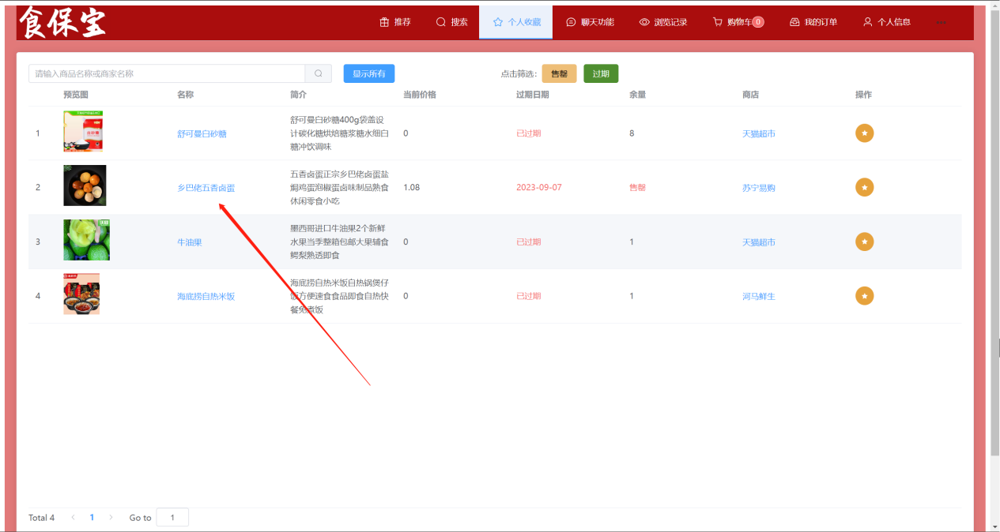 食保宝
推荐
搜索
个人收藏
聊天功能
浏览记录
购物车 0
我的订单
个人信息
请输入商品名称或商家名称
显示所有
点击筛选:
售罄
过期
预览图 名称 简介 当前价格 过期日期 余量 商店 操作
1 舒可曼白砂糖 0 已过期 8 天猫超市
舒可曼白砂糖400g袋盖设
计碳化糖烘焙糖浆糖水细白
糖冲饮调味
2 乡巴佬五香卤蛋 1.08 2023-09-07 售罄 苏宁易购
五香卤蛋正宗乡巴佬卤蛋盐
焗鸡蛋泡椒蛋卤味制品熟食
休闲零食小吃
3 牛油果 0 已过期 1 天猫超市
墨西哥进口牛油果2个新鲜
水果当季整箱包邮大果辅食
鳄梨熟透即食
4 海底捞自热米饭 0 已过期 1 河马鲜生
海底捞自热米饭自热锅煲仔
饭方便速食食品即食自热快
餐免煮饭
Total 4
1
Go to 1